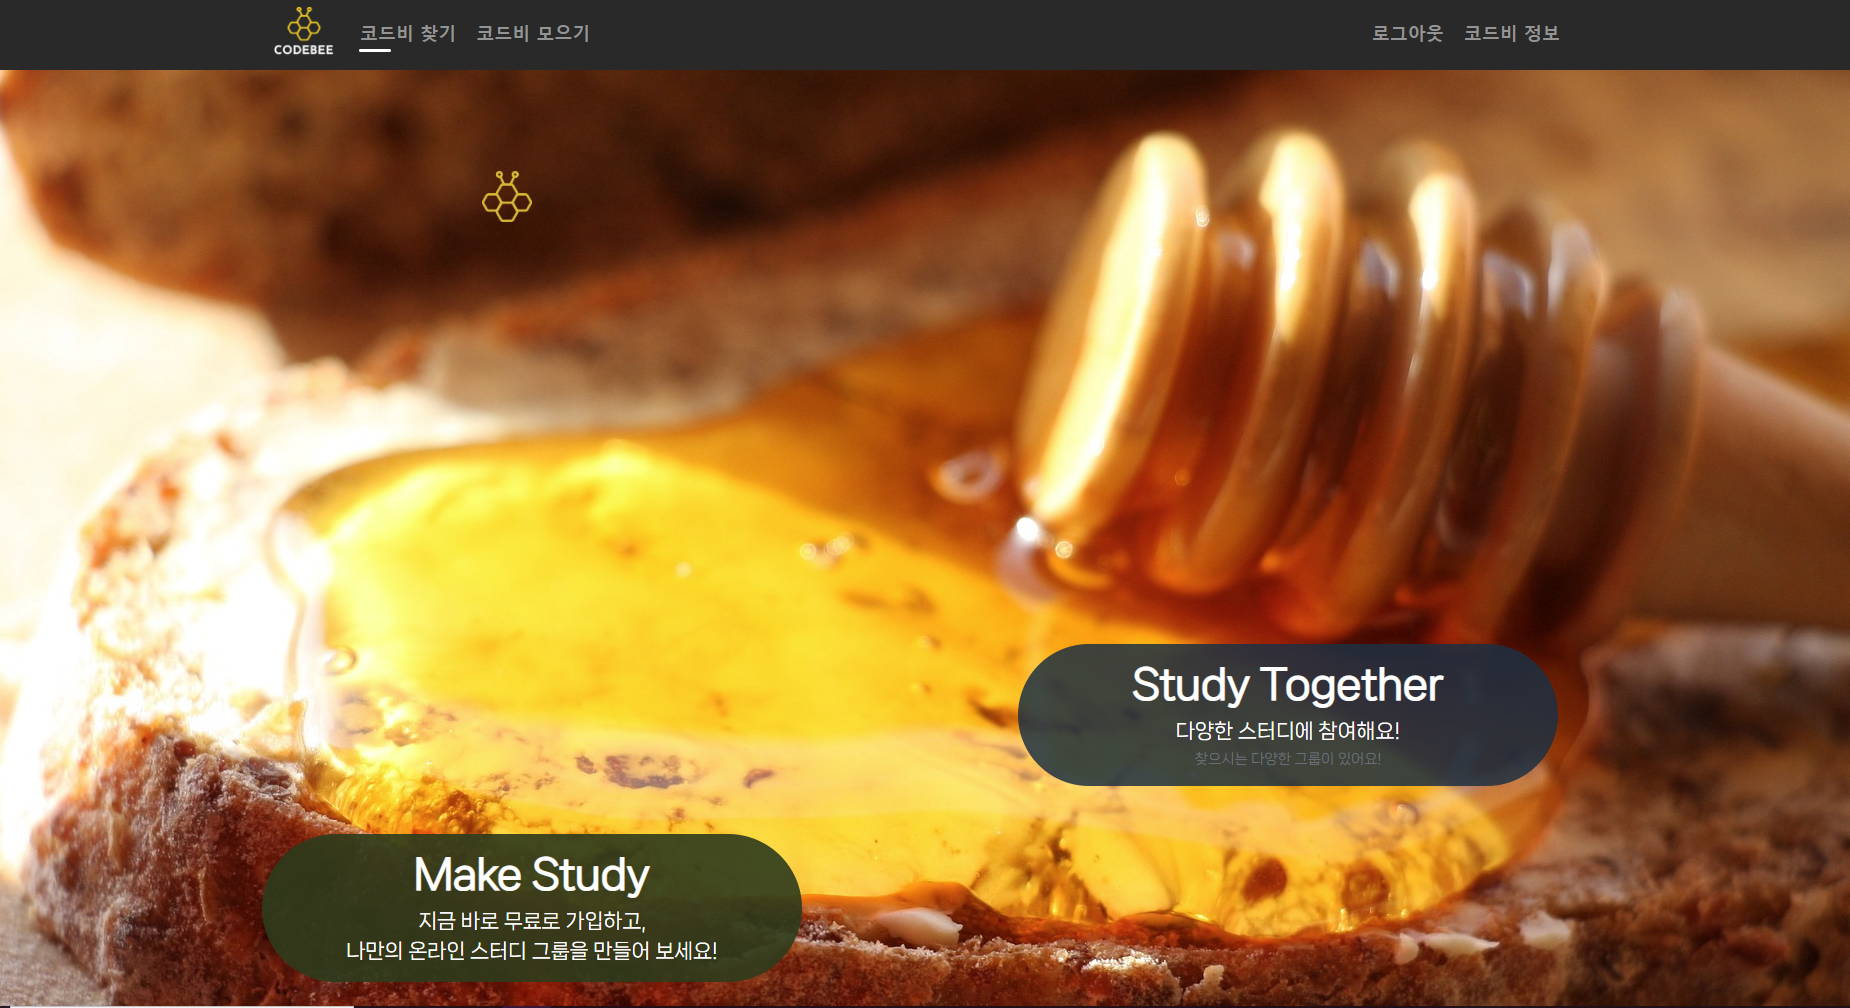 CODEBEE
코드비 찾기
코드비 모으기
로그아웃
코드비 정보
Study Together
다양한 스터디에 참여해요!
찾으시는 다양한 그룹이 있어요!
Make Study
지금 바로 무료로 가입하고,
나만의 온라인 스터디 그룹을 만들어 보세요!